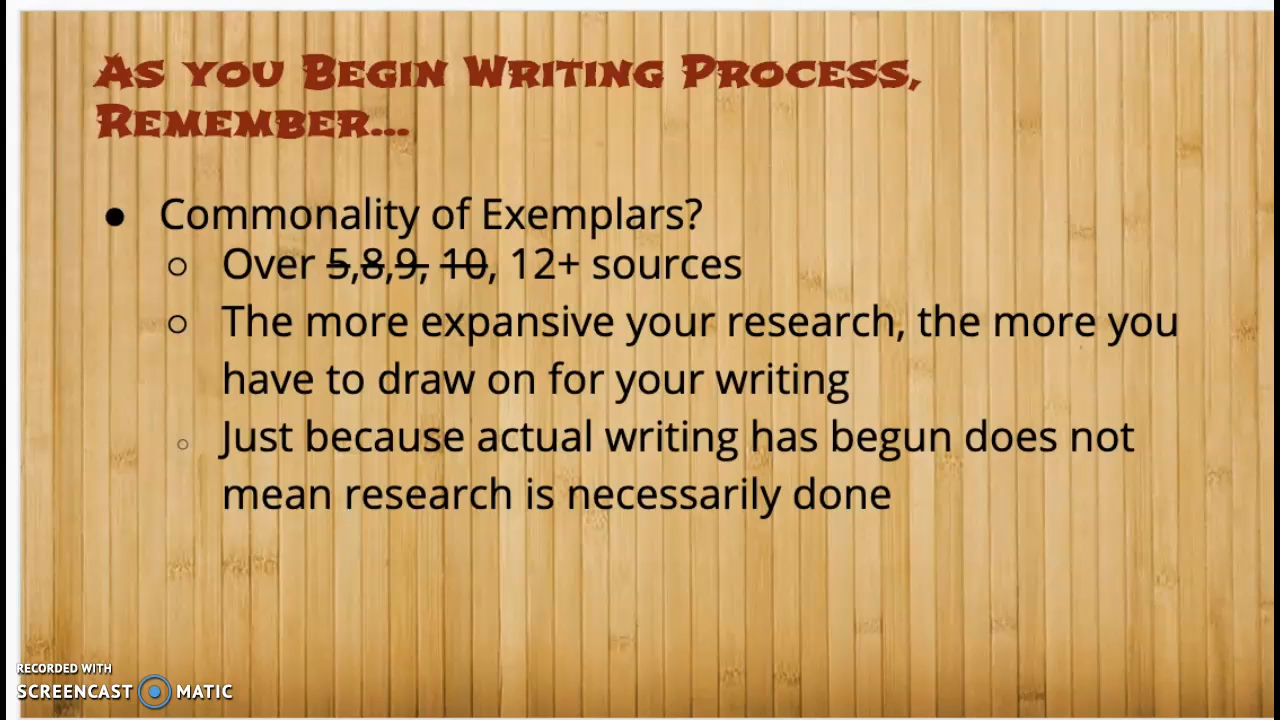 As you Begin Writing Process,
Remember...
● Commonality of Exemplars?
○ Over ~~5,8,9,~~ ~~10~~, 12+ sources
○ The more expansive your research, the more you
have to draw on for your writing
○ Just because actual writing has begun does not
mean research is necessarily done
RECORDED WITH
SCREENCAST MATIC